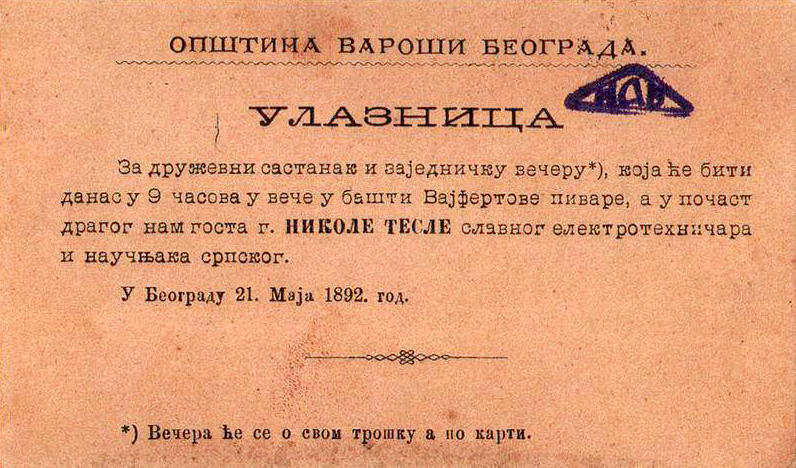 ОПШТИНА ВАРОШИ БЕОГРАДА.
УЛАЗНИЦА
За дружевни састанак и заједничку вечеру*), која ће бити
данас у 9 часова у вече у башти Вајфертове пиваре, а у почаст
драгог нам госта г. НИКОЛЕ ТЕСЛЕ славног електротехничара
и научњака српског.
У Београду 21. Маја 1892. год.
*) Вечера ће се о свом трошку а по карти.